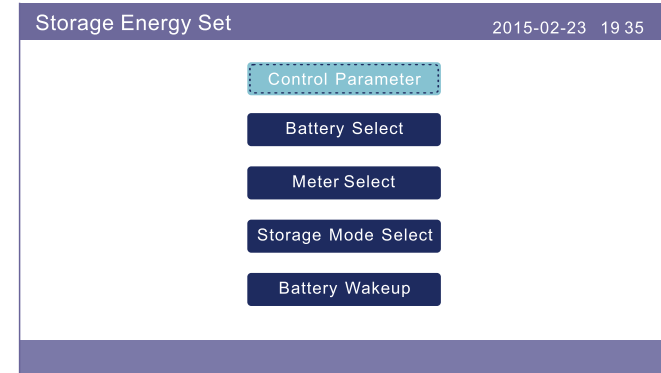 Storage Energy Set
2015-02-23 19 35
Control Parameter
Battery Select
Meter Select
Storage Mode Select
Battery Wakeup